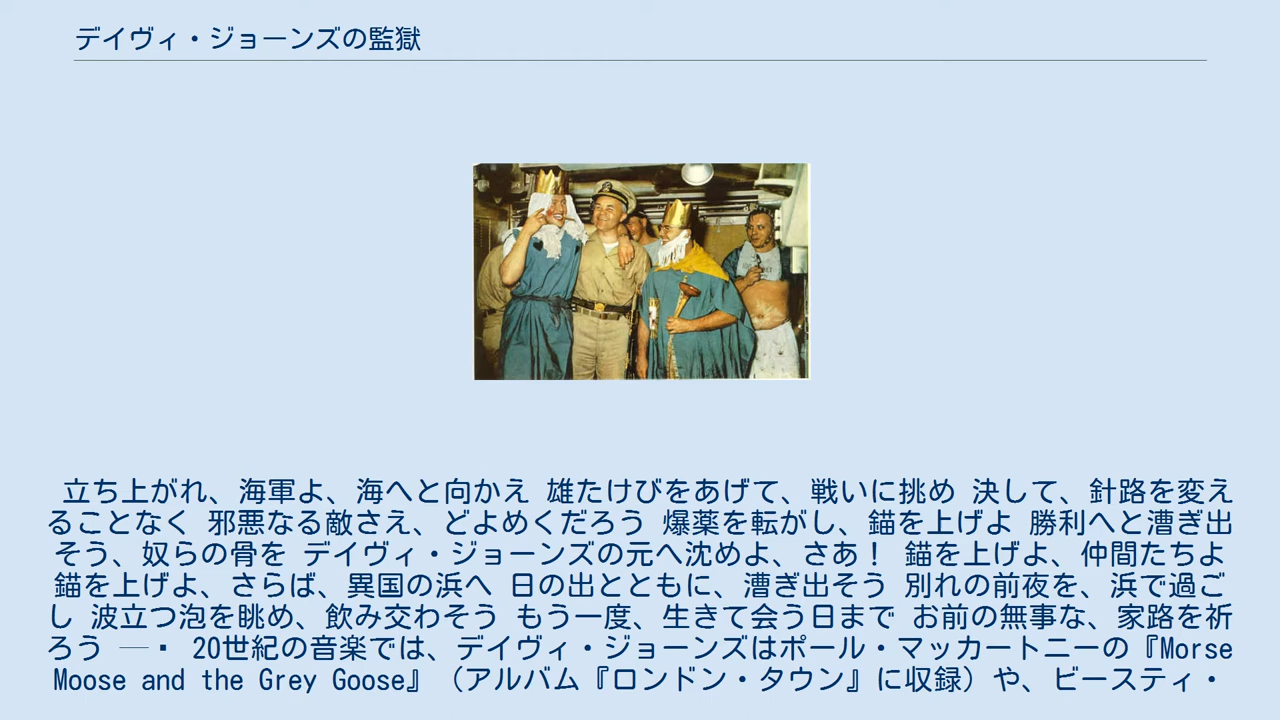 デイヴィ・ジョーンズの監獄
立ち上がれ、海軍よ、海へと向かえ 雄たけびをあげて、戦いに挑め 決して、針路を変え
ることなく 邪悪なる敵さえ、どよめくだろう 爆薬を転がし、錨を上げよ 勝利へと漕ぎ出
そう、奴らの骨を デイヴィ・ジョーンズの元へ沈めよ、さあ！ 錨を上げよ、仲間たちよ
錨を上げよ、さらば、異国の浜へ 日の出とともに、漕ぎ出そう 別れの前夜を、浜で過ご
し 波立つ泡を眺め、飲み交わそう もう一度、生きて会う日まで お前の無事な、家路を祈
ろう ―▪ 20世紀の音楽では、デイヴィ・ジョーンズはポール・マッカートニーの『Morse
Moose and the Grey Goose』（アルバム『ロンドン・タウン』に収録）や、ビースティ・